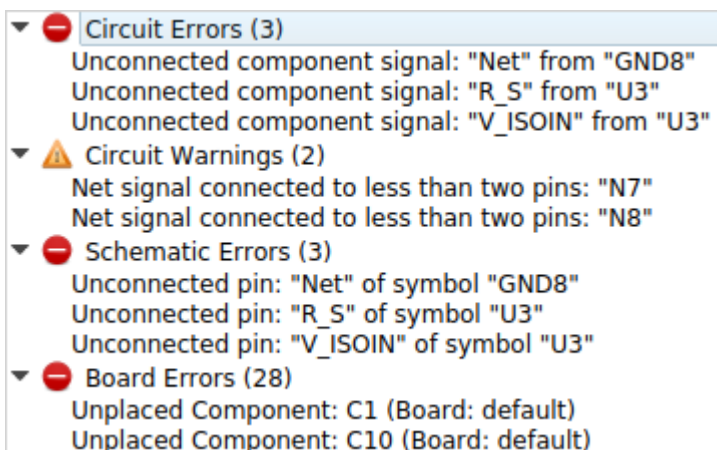 Circuit Errors (3)
Unconnected component signal: "Net" from "GND8"
Unconnected component signal: "R_S" from "U3"
Unconnected component signal: "V_ISOIN" from "U3"
Circuit Warnings (2)
Net signal connected to less than two pins: "N7"
Net signal connected to less than two pins: "N8"
Schematic Errors (3)
Unconnected pin: "Net" of symbol "GND8"
Unconnected pin: "R_S" of symbol "U3"
Unconnected pin: "V_ISOIN" of symbol "U3"
Board Errors (28)
Unplaced Component: C1 (Board: default)
Unplaced Component: C10 (Board: default)